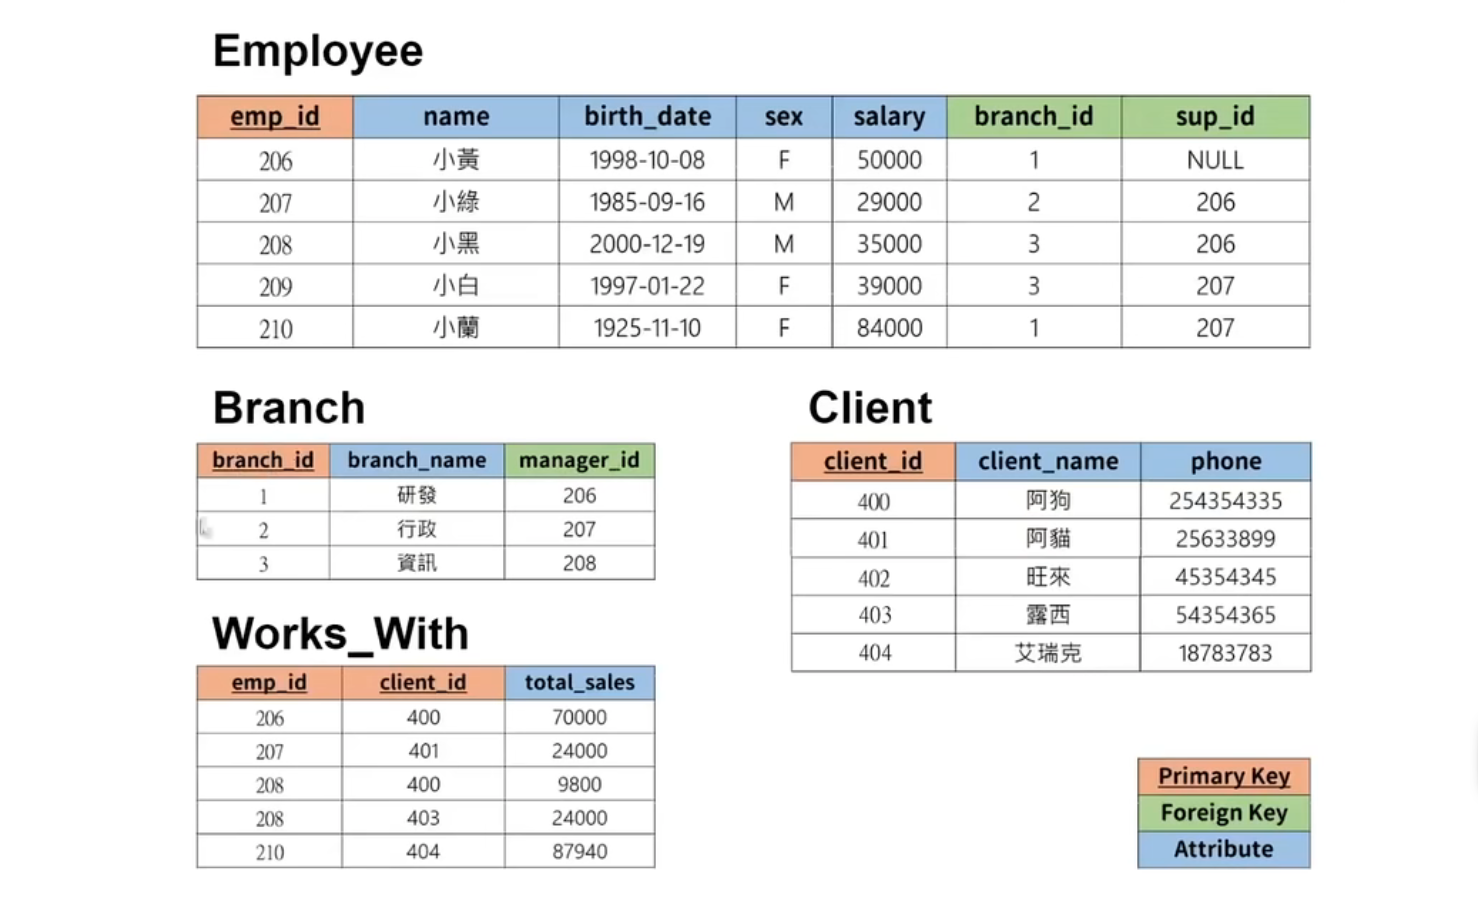 Employee
emp_id name birth_date sex salary branch_id sup_id
206 小黃 1998-10-08 F 50000 1 NULL
207 小綠 1985-09-16 M 29000 2 206
208 小黑 2000-12-19 M 35000 3 206
209 小白 1997-01-22 F 39000 3 207
210 小蘭 1925-11-10 F 84000 1 207
Branch
branch_id branch_name manager_id
1 研發 206
2 行政 207
3 資訊 208
Client
client_id client_name phone
400 阿狗 254354335
401 阿貓 25633899
402 旺來 45354345
403 露西 54354365
404 艾瑞克 18783783
Works_With
emp_id client_id total_sales
206 400 70000
207 401 24000
208 400 9800
208 403 24000
210 404 87940
Primary Key
Foreign Key
Attribute